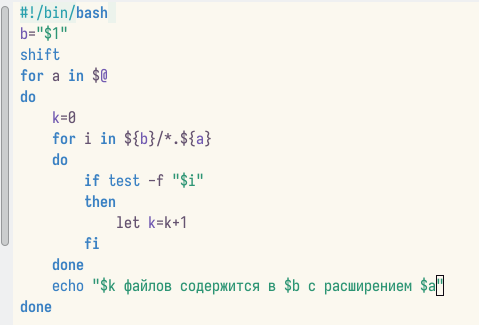 #!/bin/bash
b="$1"
shift
for a in $@
do
    k=0
    for i in ${b}/*.${a}
    do
        if test -f "$i"
        then
            let k=k+1
        fi
    done
    echo "$k файлов содержится в $b с расширением $a"
done